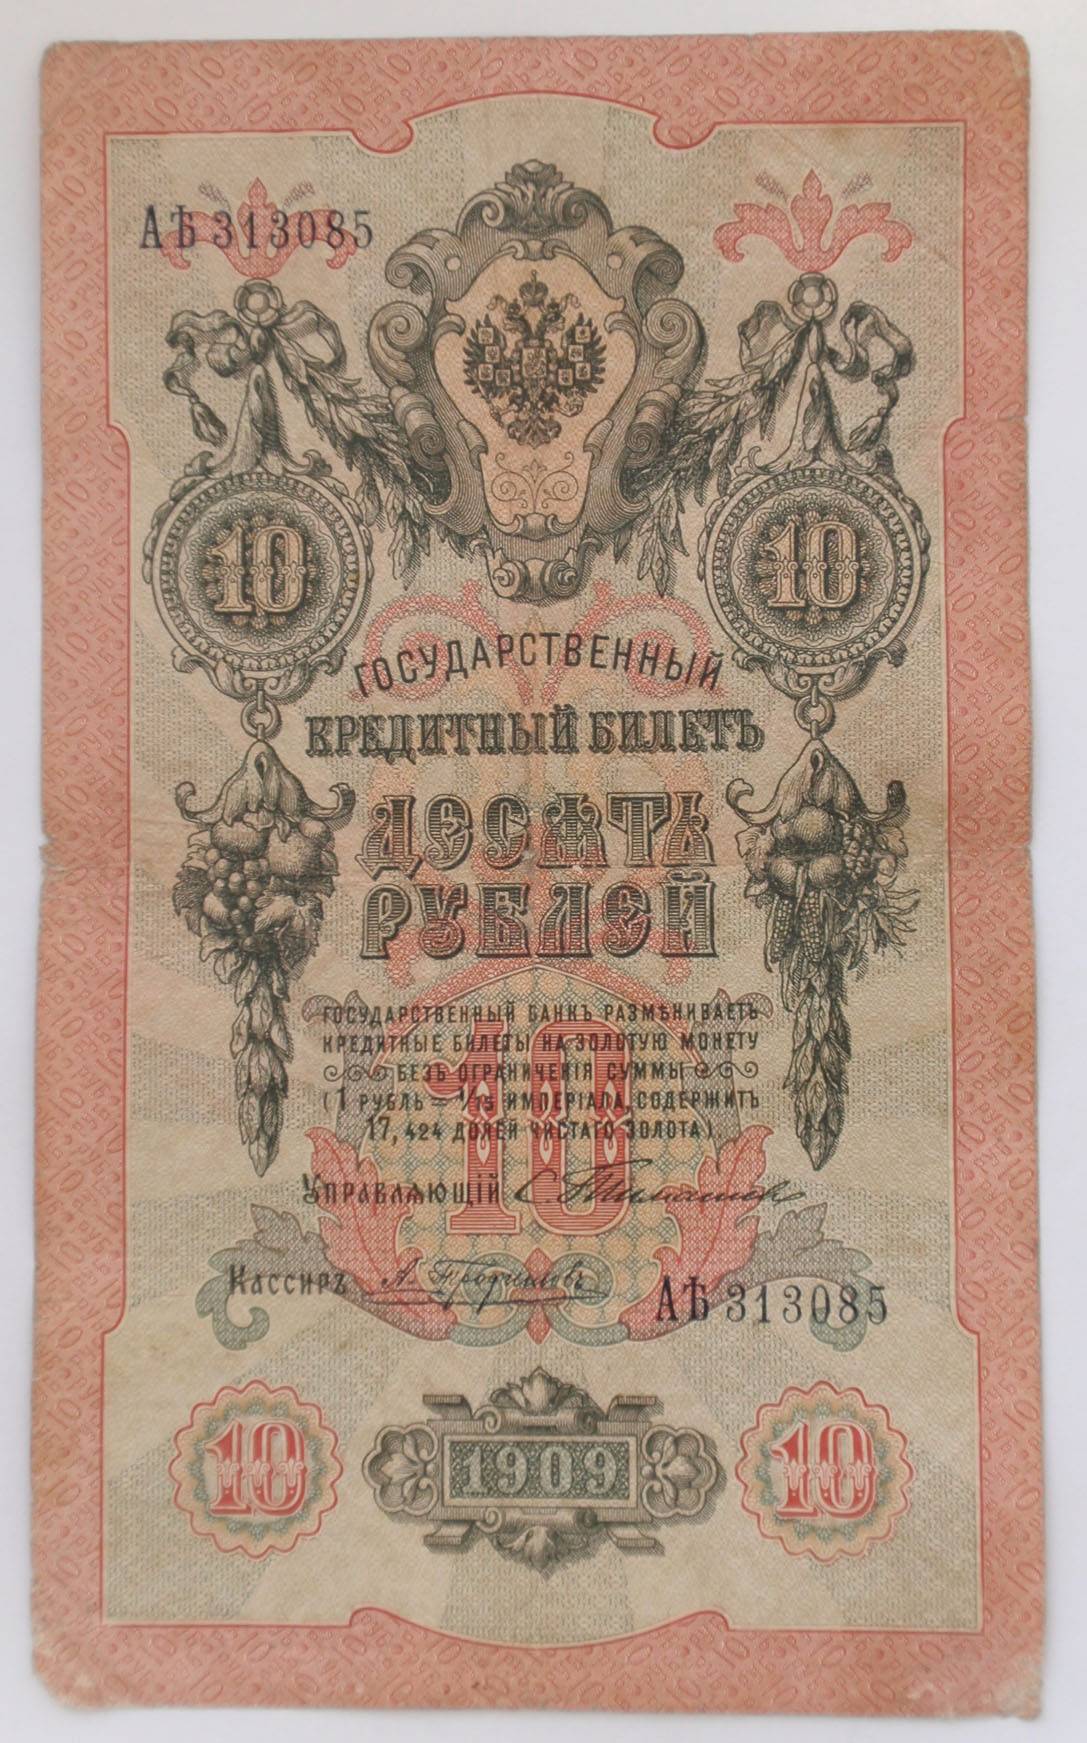 АѢ 313085
10 10
ГОСУДАРСТВЕННЫЙ
КРЕДИТНЫЙ БИЛЕТЪ
ДЕСЯТЬ
РУБЛЕЙ
ГОСУДАРСТВЕННЫЙ БАНКЪ РАЗМѢНИВАЕТЪ
КРЕДИТНЫЕ БИЛЕТЫ НА ЗОЛОТУЮ МОНЕТУ
БЕЗЪ ОГРАНИЧЕНІЯ СУММЫ
(1 РУБЛЬ = 1/15 ИМПЕРІАЛА, СОДЕРЖИТЪ
17,424 ДОЛЕЙ ЧИСТАГО ЗОЛОТА).
10
УПРАВЛЯЮЩІЙ С. Тимашев
КАССИРЪ
АѢ 313085
10 1909 10